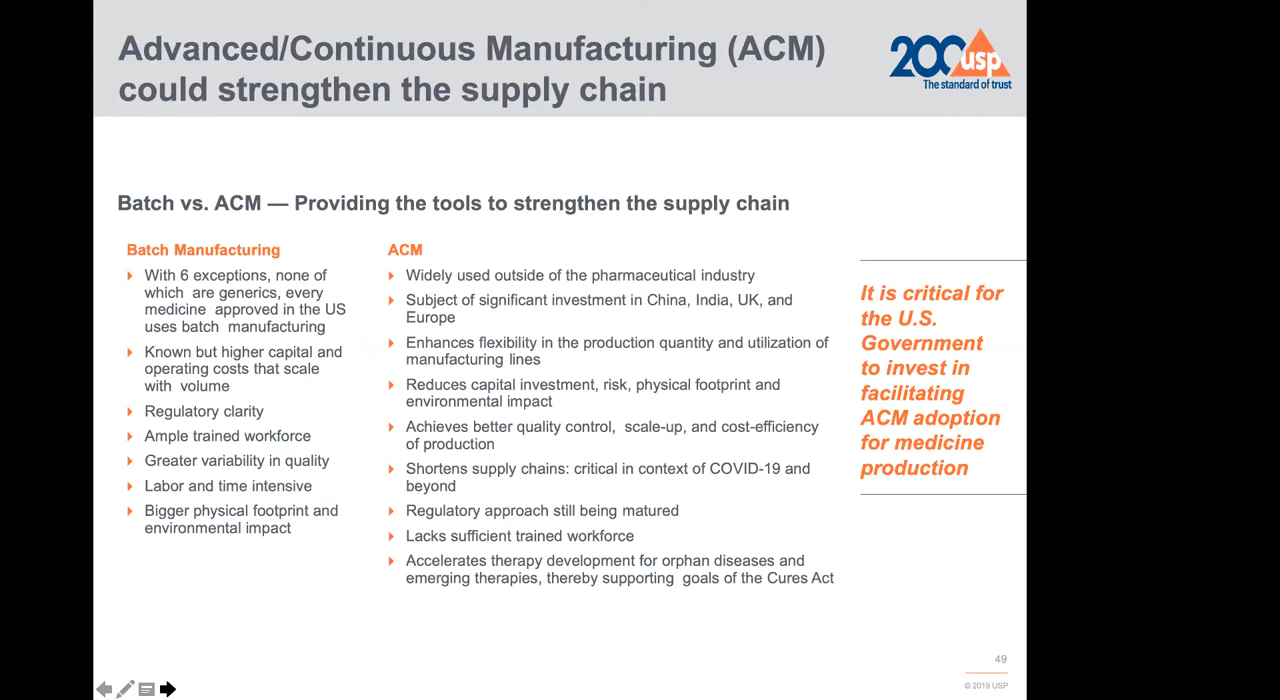 Advanced/Continuous Manufacturing (ACM)
could strengthen the supply chain
200 usp
The standard of trust
Batch vs. ACM — Providing the tools to strengthen the supply chain
Batch Manufacturing
With 6 exceptions, none of
which are generics, every
medicine approved in the US
uses batch manufacturing
Known but higher capital and
operating costs that scale
with volume
Regulatory clarity
Ample trained workforce
Greater variability in quality
Labor and time intensive
Bigger physical footprint and
environmental impact
ACM
Widely used outside of the pharmaceutical industry
Subject of significant investment in China, India, UK, and
Europe
Enhances flexibility in the production quantity and utilization of
manufacturing lines
Reduces capital investment, risk, physical footprint and
environmental impact
Achieves better quality control, scale-up, and cost-efficiency
of production
Shortens supply chains: critical in context of COVID-19 and
beyond
Regulatory approach still being matured
Lacks sufficient trained workforce
Accelerates therapy development for orphan diseases and
emerging therapies, thereby supporting goals of the Cures Act
It is critical for
the U.S.
Government
to invest in
facilitating
ACM adoption
for medicine
production
49
© 2019 USP